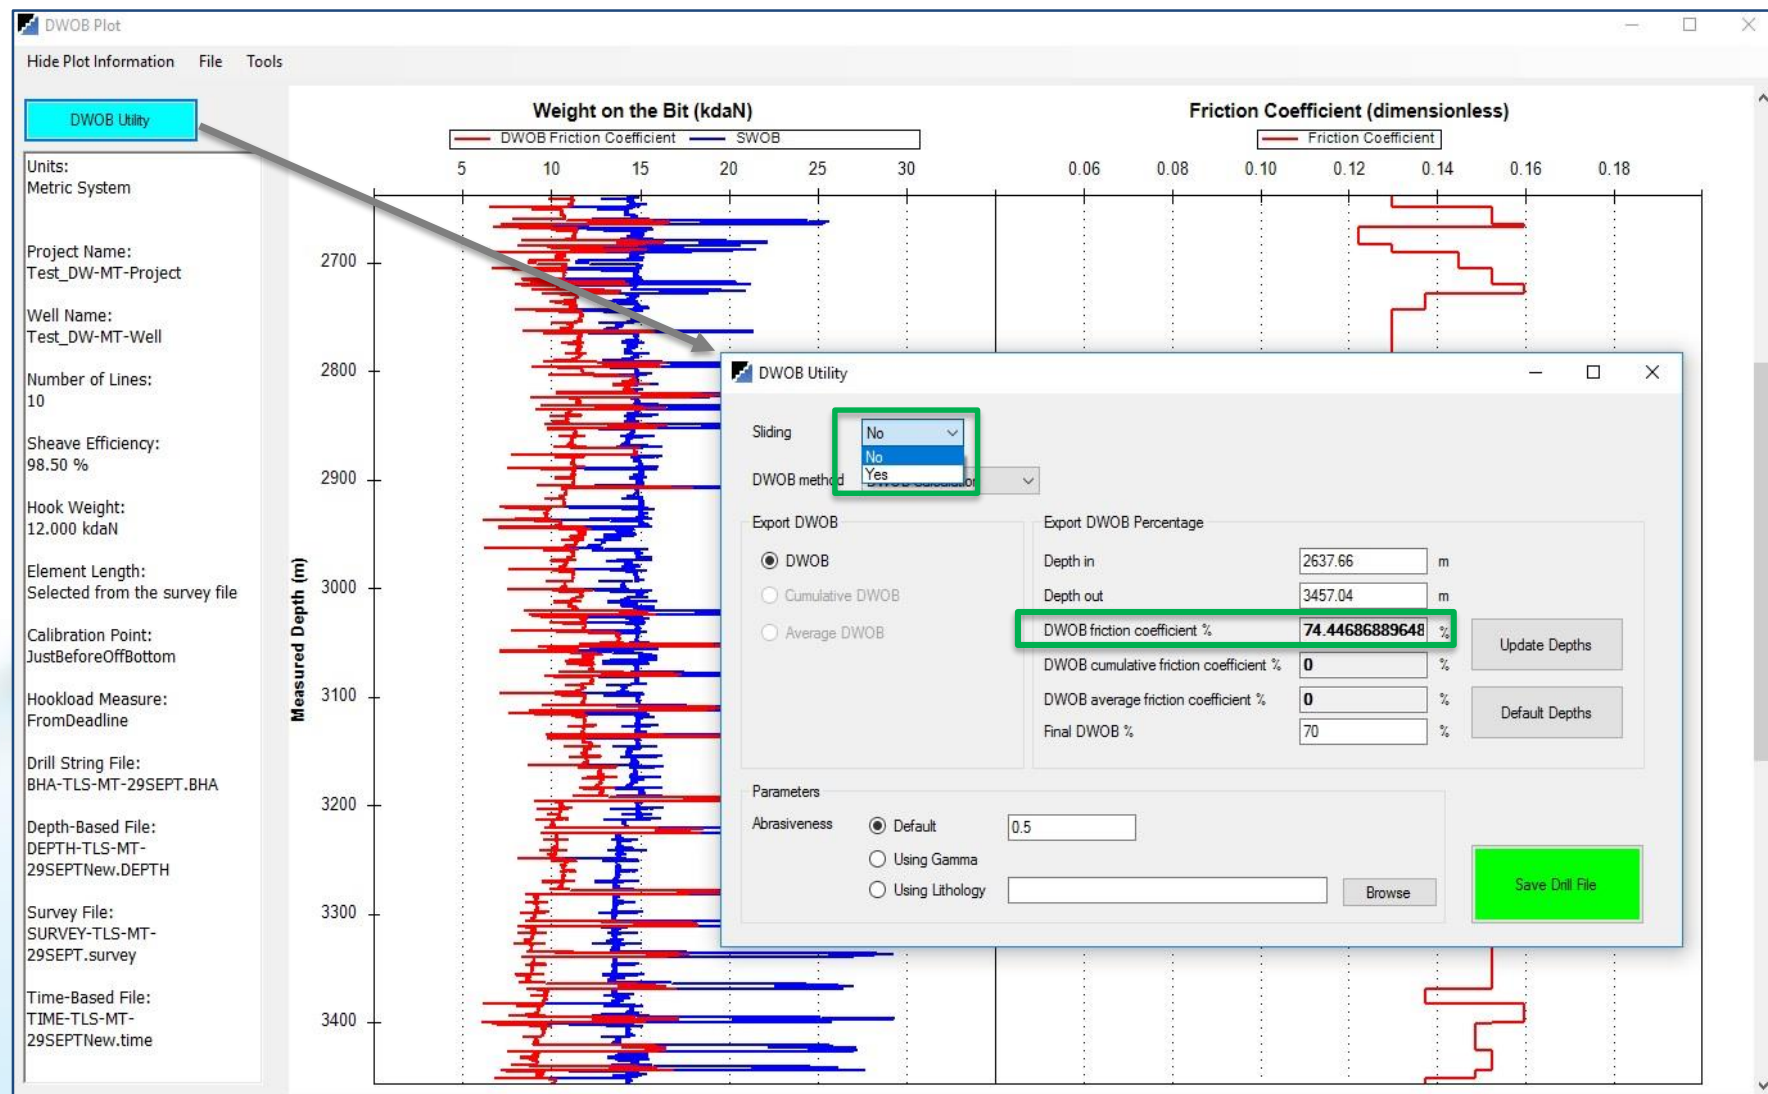 DWOB Plot
Hide Plot Information File Tools
DWOB Utility
Units:
Metric System
Project Name:
Test_DW-MT-Project
Well Name:
Test_DW-MT-Well
Number of Lines:
10
Sheave Efficiency:
98.50 %
Hook Weight:
12.000 kdaN
Element Length:
Selected from the survey file
Calibration Point:
JustBeforeOffBottom
Hookload Measure:
FromDeadline
Drill String File:
BHA-TLS-MT-29SEPT.BHA
Depth-Based File:
DEPTH-TLS-MT-
29SEPTNew.DEPTH
Survey File:
SURVEY-TLS-MT-
29SEPT.survey
Time-Based File:
TIME-TLS-MT-
29SEPTNew.time
Weight on the Bit (kdaN)
DWOB Friction Coefficient SWOB
5 10 15 20 25 30
Friction Coefficient (dimensionless)
Friction Coefficient
0.06 0.08 0.10 0.12 0.14 0.16 0.18
Measured Depth (m)
2700
2800
2900
3000
3100
3200
3300
3400
DWOB Utility
Sliding No
No
Yes
DWOB method DWOB Calculation
Export DWOB
DWOB
Cumulative DWOB
Average DWOB
Export DWOB Percentage
Depth in 2637.66 m
Depth out 3457.04 m
DWOB friction coefficient % 74.44686889648 %
DWOB cumulative friction coefficient % 0 %
DWOB average friction coefficient % 0 %
Final DWOB % 70 %
Update Depths
Default Depths
Parameters
Abrasiveness Default 0.5
Using Gamma
Using Lithology Browse
Save Drill File